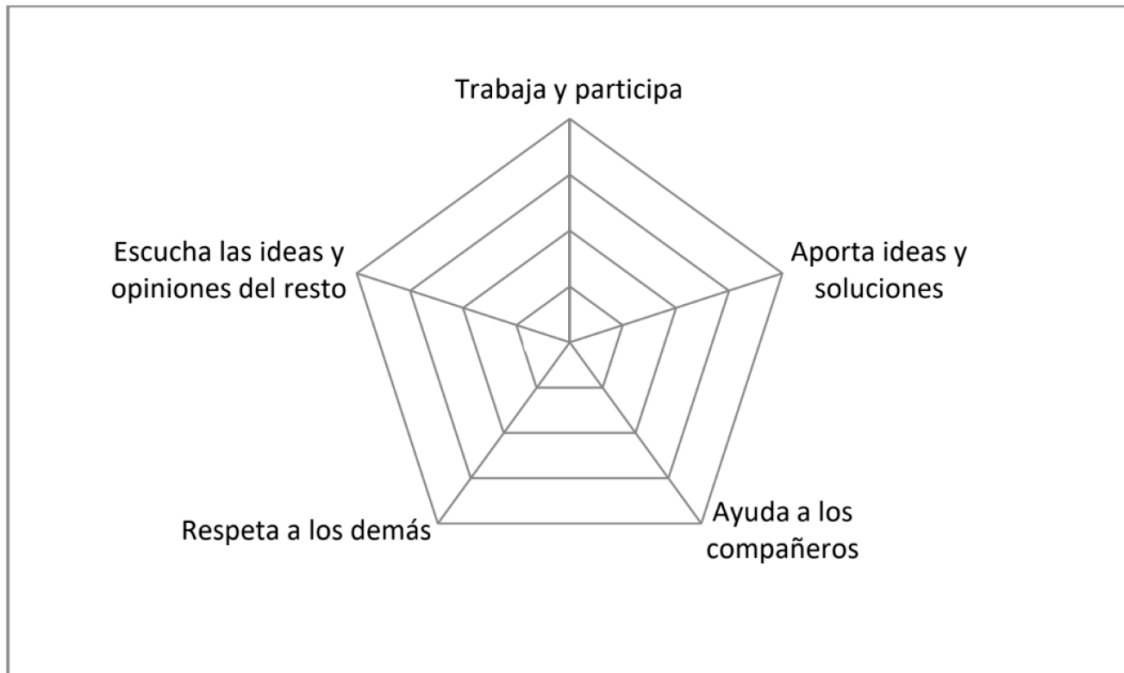 Trabaja y participa
Escucha las ideas y
opiniones del resto
Aporta ideas y
soluciones
Respeta a los demás
Ayuda a los
compañeros